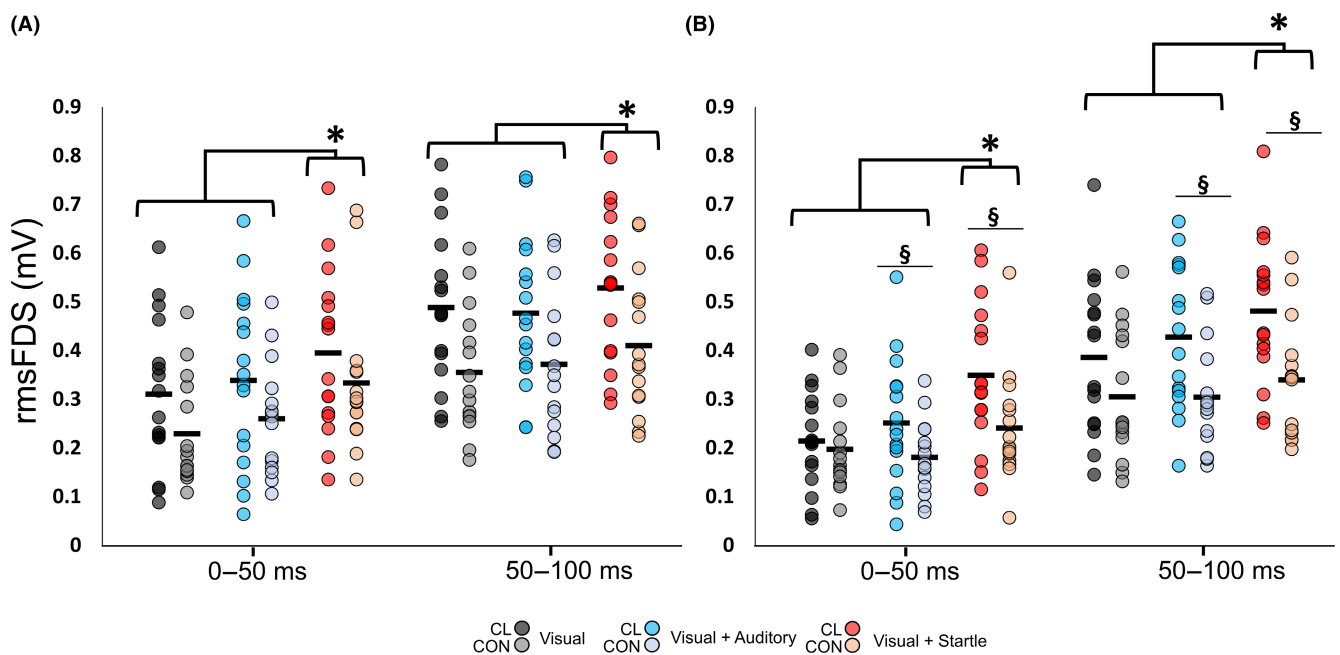 (A)
(B)
*
*
*
*
§
§
§
§
rmsFDS (mV)
0.9
0.8
0.7
0.6
0.5
0.4
0.3
0.2
0.1
0
0.9
0.8
0.7
0.6
0.5
0.4
0.3
0.2
0.1
0
0–50 ms
50–100 ms
0–50 ms
50–100 ms
CL
CON
Visual
CL
CON
Visual + Auditory
CL
CON
Visual + Startle